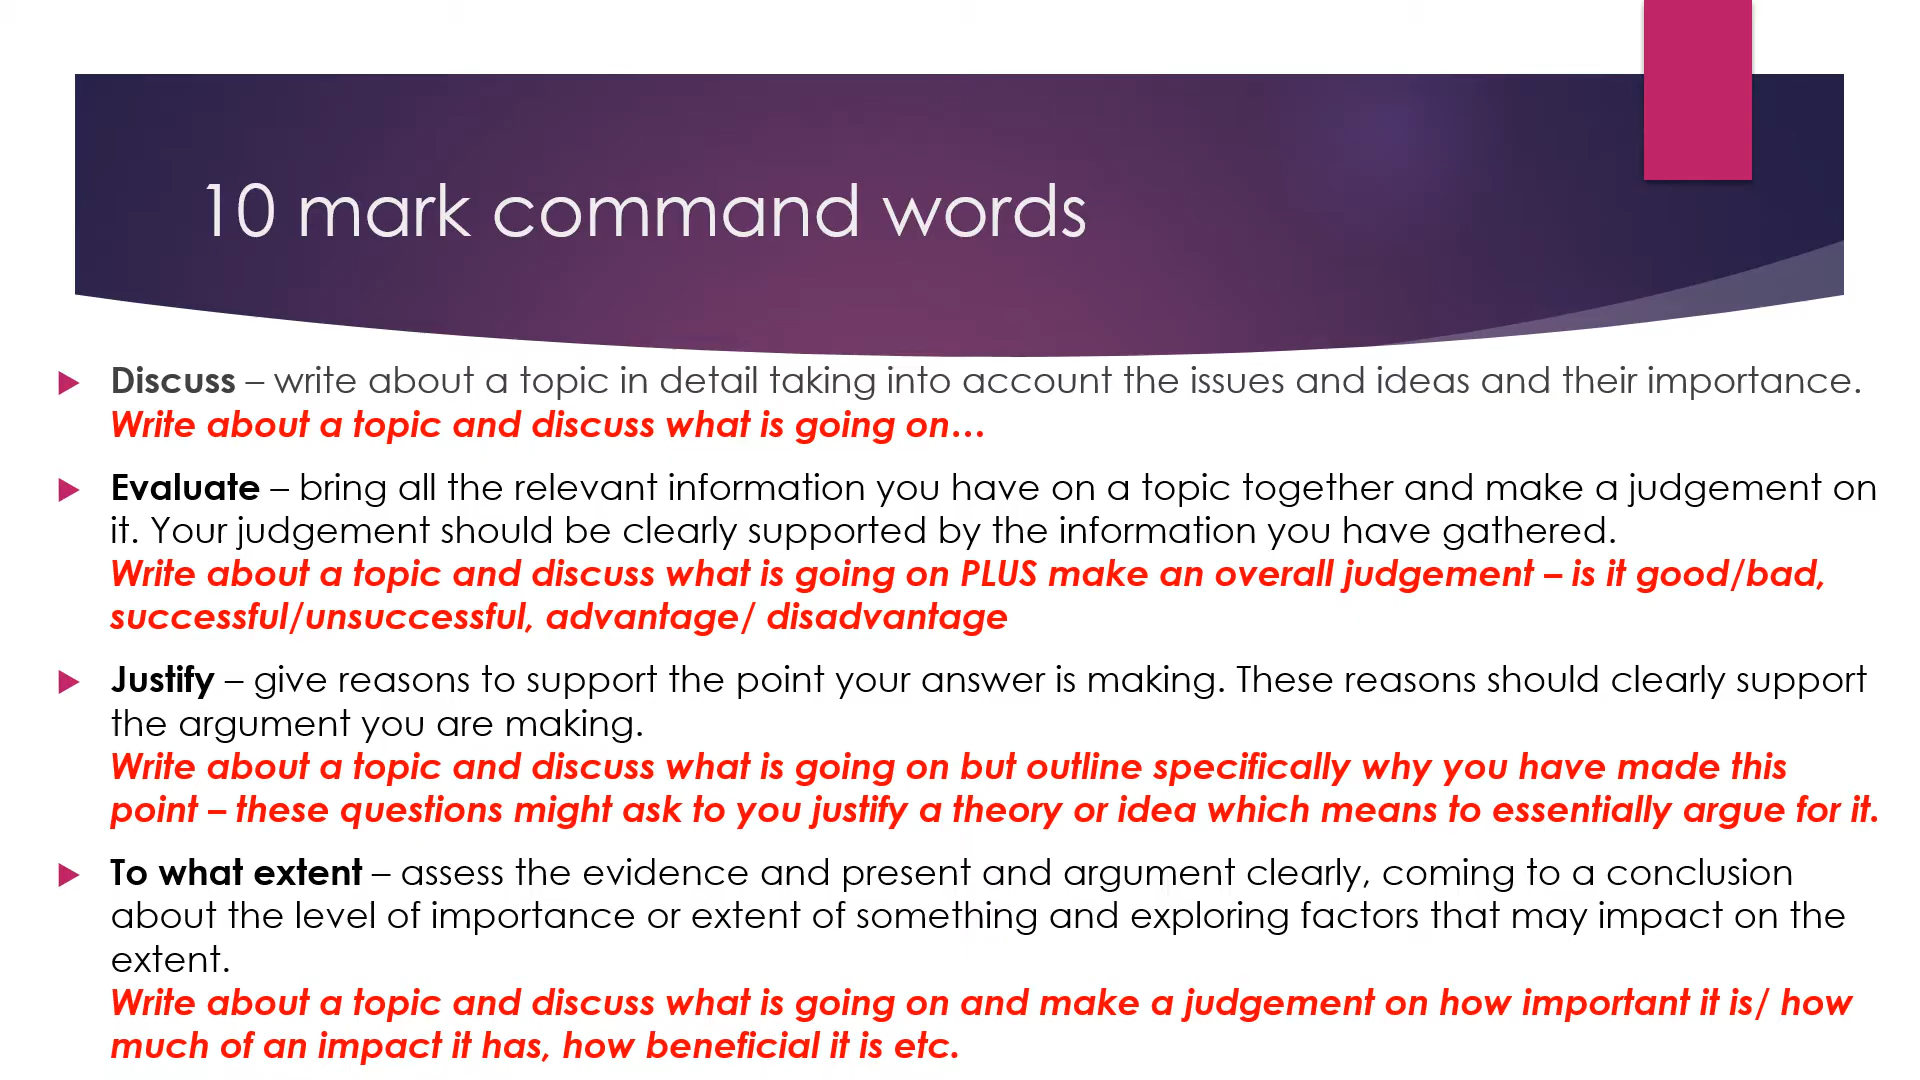 10 mark command words
Discuss – write about a topic in detail taking into account the issues and ideas and their importance.
Write about a topic and discuss what is going on…
Evaluate – bring all the relevant information you have on a topic together and make a judgement on
it. Your judgement should be clearly supported by the information you have gathered.
Write about a topic and discuss what is going on PLUS make an overall judgement – is it good/bad,
successful/unsuccessful, advantage/ disadvantage
Justify – give reasons to support the point your answer is making. These reasons should clearly support
the argument you are making.
Write about a topic and discuss what is going on but outline specifically why you have made this
point – these questions might ask to you justify a theory or idea which means to essentially argue for it.
To what extent – assess the evidence and present and argument clearly, coming to a conclusion
about the level of importance or extent of something and exploring factors that may impact on the
extent.
Write about a topic and discuss what is going on and make a judgement on how important it is/ how
much of an impact it has, how beneficial it is etc.